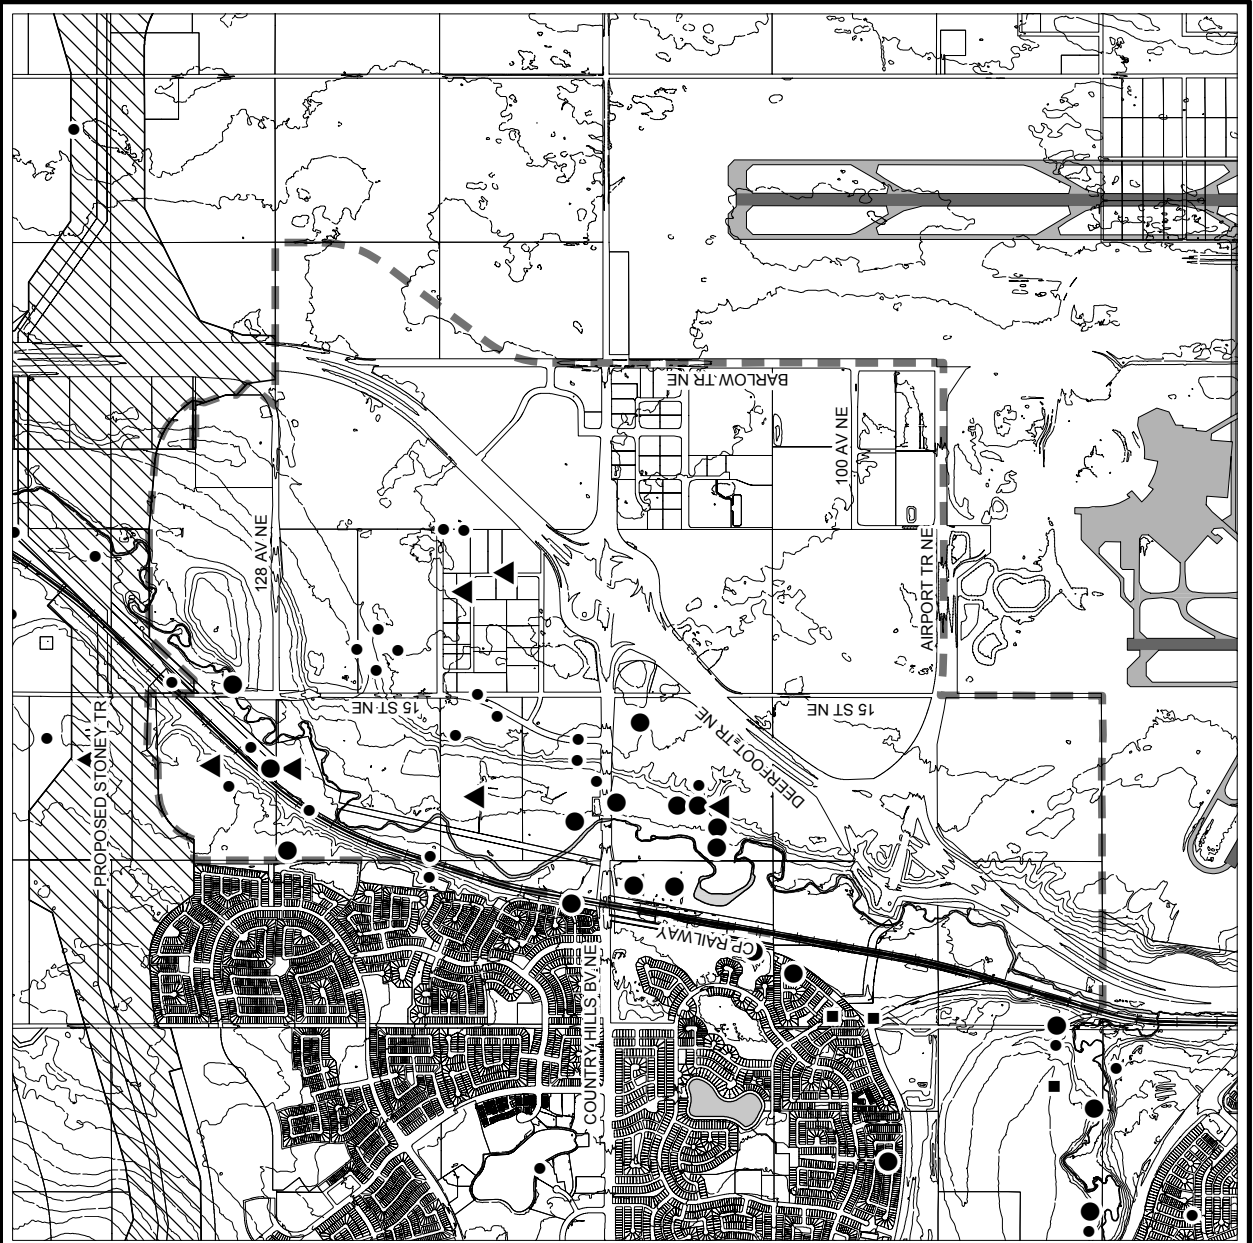 BARLOW TR NE
100 AV NE
128 AV NE
AIRPORT TR NE
15 ST NE
15 ST NE
PROPOSED STONEY TR
DEERFOOT TR NE
CP RAILWAY
COUNTRY HILLS BV NE